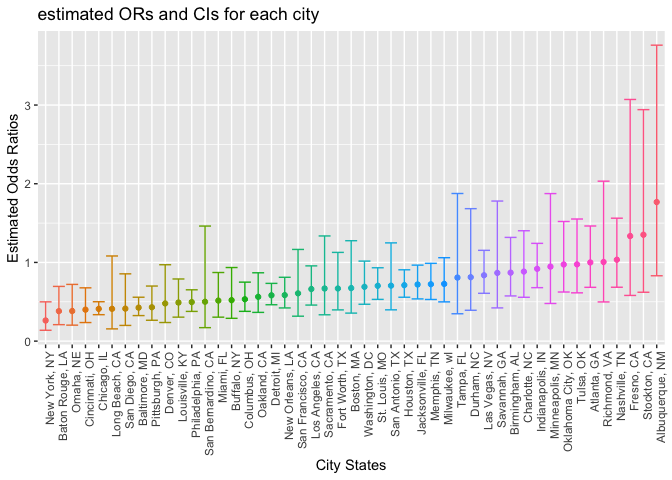 estimated ORs and CIs for each city
Estimated Odds Ratios
3
2
1
0
New York, NY
Baton Rouge, LA
Omaha, NE
Cincinnati, OH
Chicago, IL
Long Beach, CA
San Diego, CA
Baltimore, MD
Pittsburgh, PA
Denver, CO
Louisville, KY
Philadelphia, PA
San Bernardino, CA
Miami, FL
Buffalo, NY
Columbus, OH
Oakland, CA
Detroit, MI
New Orleans, LA
San Francisco, CA
Los Angeles, CA
Sacramento, CA
Fort Worth, TX
Boston, MA
Washington, DC
St. Louis, MO
San Antonio, TX
Houston, TX
Jacksonville, FL
Memphis, TN
Milwaukee, wI
Tampa, FL
Durham, NC
Las Vegas, NV
Savannah, GA
Birmingham, AL
Charlotte, NC
Indianapolis, IN
Minneapolis, MN
Oklahoma City, OK
Tulsa, OK
Atlanta, GA
Richmond, VA
Nashville, TN
Fresno, CA
Stockton, CA
Albuquerque, NM
City States